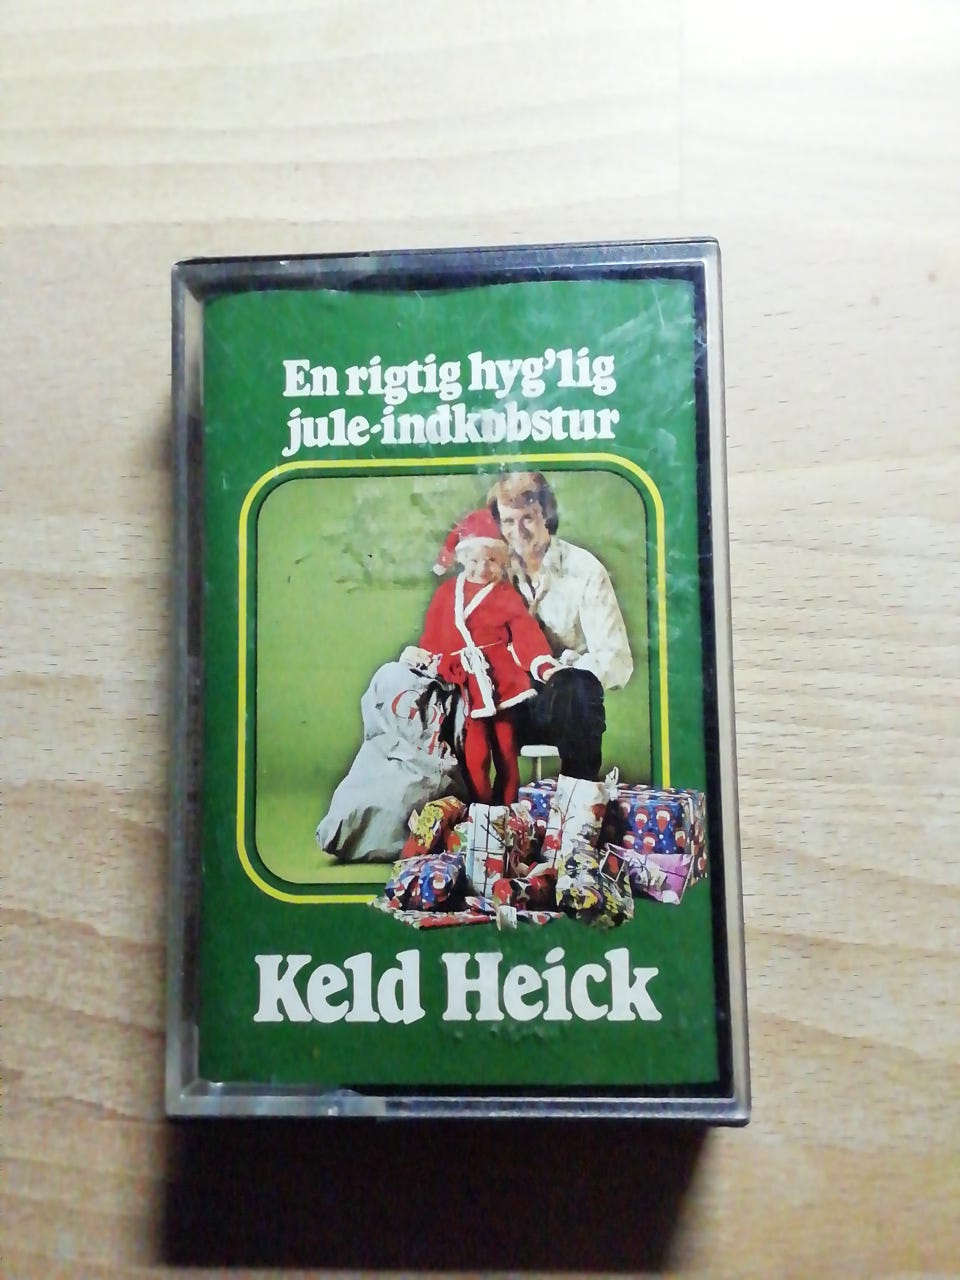 En rigtig hyg'lig
jule-indkøbstur
Keld Heick